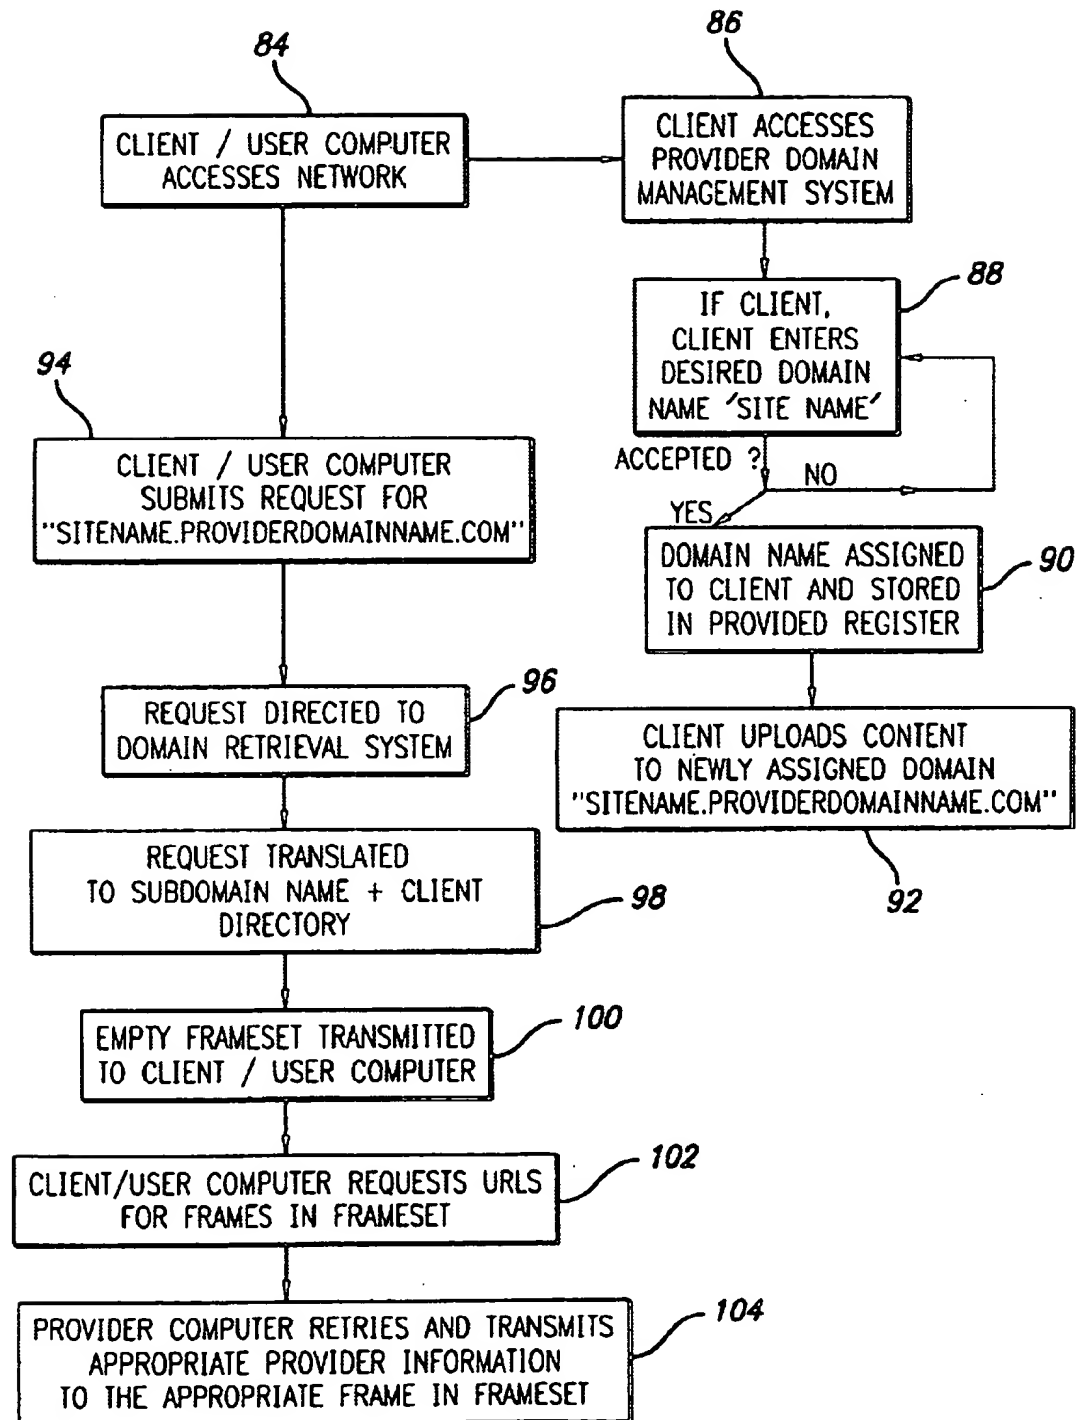 84
CLIENT / USER COMPUTER
ACCESSES NETWORK
86
CLIENT ACCESSES
PROVIDER DOMAIN
MANAGEMENT SYSTEM
88
IF CLIENT,
CLIENT ENTERS
DESIRED DOMAIN
NAME 'SITE NAME'
ACCEPTED ?
NO
YES
90
DOMAIN NAME ASSIGNED
TO CLIENT AND STORED
IN PROVIDED REGISTER
CLIENT UPLOADS CONTENT
TO NEWLY ASSIGNED DOMAIN
"SITENAME.PROVIDERDOMAINNAME.COM"
92
94
CLIENT / USER COMPUTER
SUBMITS REQUEST FOR
"SITENAME.PROVIDERDOMAINNAME.COM"
96
REQUEST DIRECTED TO
DOMAIN RETRIEVAL SYSTEM
REQUEST TRANSLATED
TO SUBDOMAIN NAME + CLIENT
DIRECTORY
98
EMPTY FRAMESET TRANSMITTED
TO CLIENT / USER COMPUTER
100
CLIENT/USER COMPUTER REQUESTS URLS
FOR FRAMES IN FRAMESET
102
PROVIDER COMPUTER RETRIES AND TRANSMITS
APPROPRIATE PROVIDER INFORMATION
TO THE APPROPRIATE FRAME IN FRAMESET
104